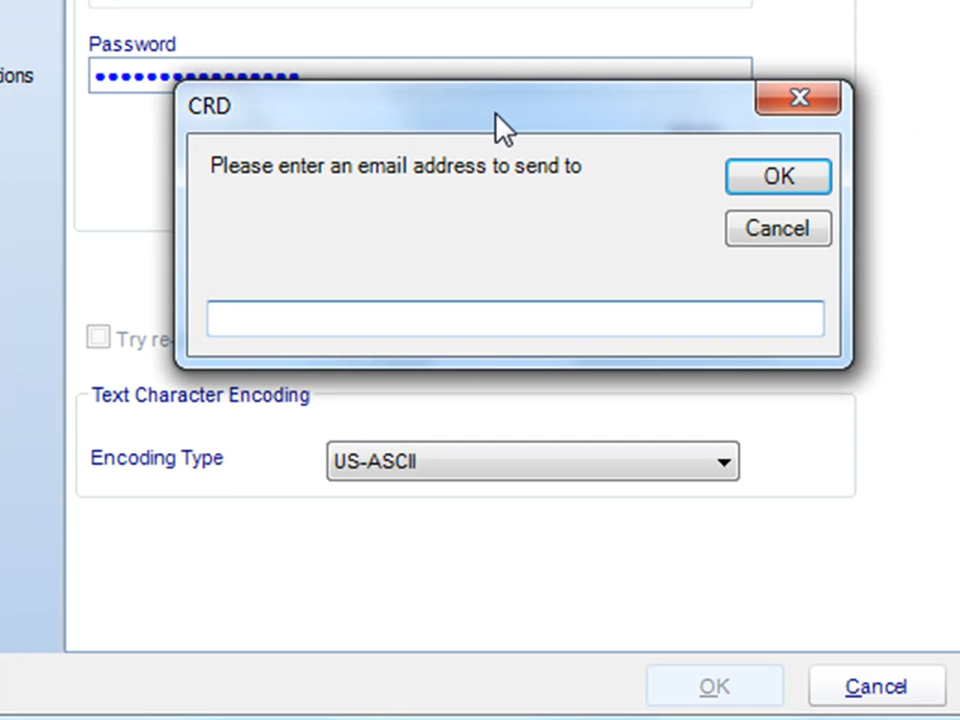 Password
ions
CRD
Please enter an email address to send to
OK
Cancel
Try re
Text Character Encoding
Encoding Type
US-ASCII
OK
Cancel